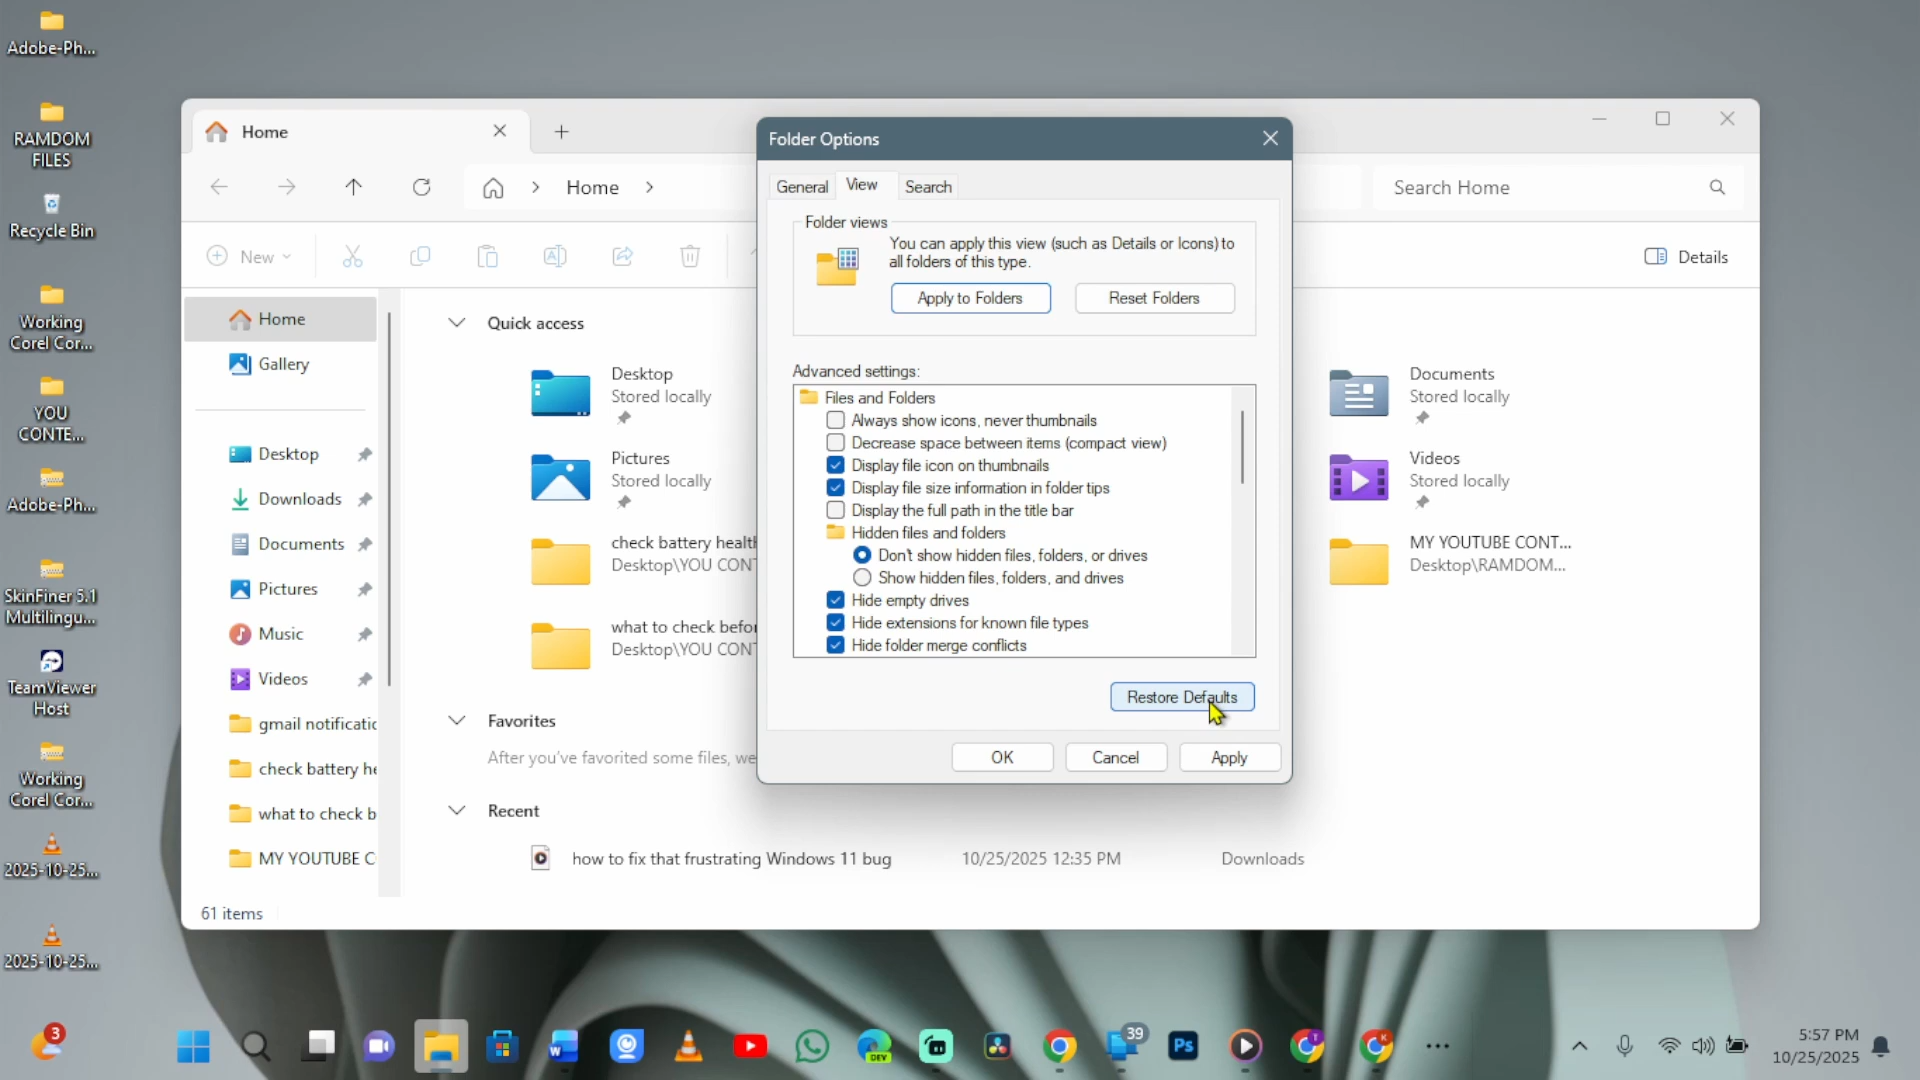 Adobe-Ph...
RAMDOM
FILES
Recycle Bin
Working
Corel Cor...
YOU
CONTE...
Adobe-Ph...
SkinFiner 5.1
Multilingu...
TeamViewer
Host
Working
Corel Cor...
2025-10-25...
2025-10-25...
Home
Home
Search Home
New
Details
Home
Gallery
Desktop
Downloads
Documents
Pictures
Music
Videos
gmail notificatic
check battery he
what to check b
MY YOUTUBE C
61 items
Quick access
Desktop
Stored locally
Pictures
Stored locally
check battery health
Desktop\YOU CONT
what to check befor
Desktop\YOU CONT
Documents
Stored locally
Videos
Stored locally
MY YOUTUBE CONT...
Desktop\RAMDOM...
Favorites
After you've favorited some files, we
Recent
how to fix that frustrating Windows 11 bug
10/25/2025 12:35 PM
Downloads
Folder Options
General
View
Search
Folder views
You can apply this view (such as Details or Icons) to
all folders of this type.
Apply to Folders
Reset Folders
Advanced settings:
Files and Folders
Always show icons, never thumbnails
Decrease space between items (compact view)
Display file icon on thumbnails
Display file size information in folder tips
Display the full path in the title bar
Hidden files and folders
Don't show hidden files, folders, or drives
Show hidden files, folders, and drives
Hide empty drives
Hide extensions for known file types
Hide folder merge conflicts
Restore Defaults
OK
Cancel
Apply
3
DEV
39
Ps
T
K
5:57 PM
10/25/2025